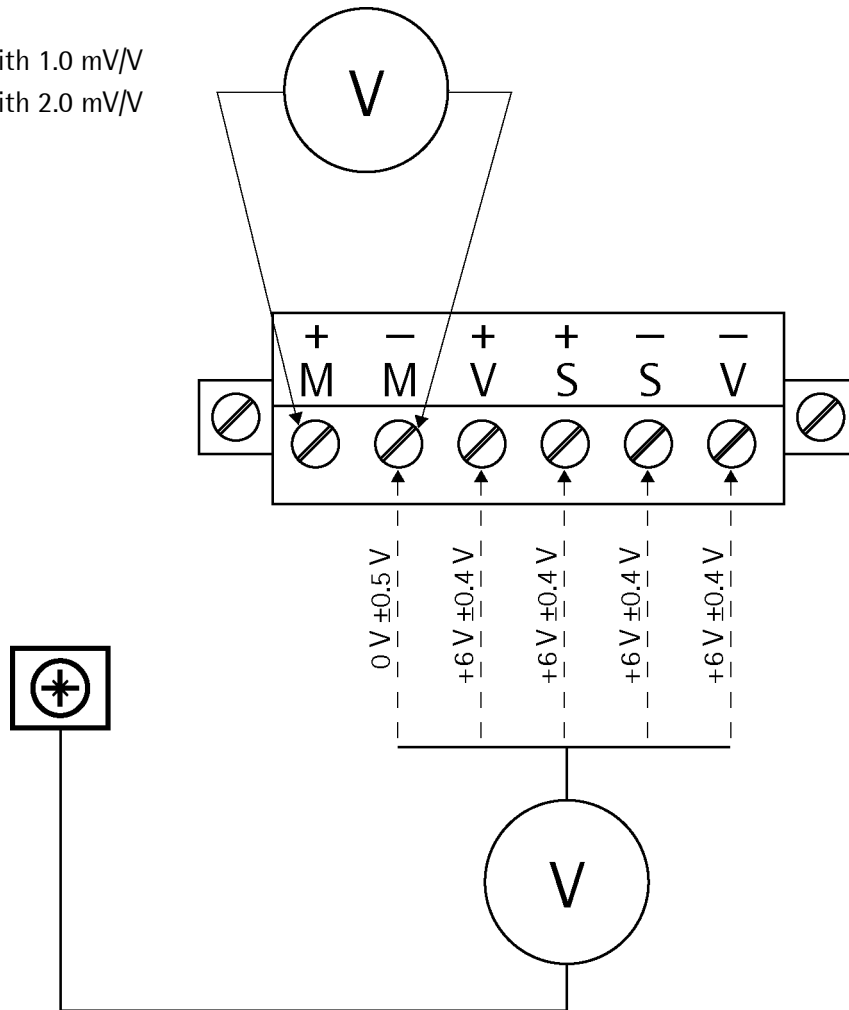 ith 1.0 mV/V
ith 2.0 mV/V
V
+ − + + − −
M M V S S V
0 V ±0.5 V
+6 V ±0.4 V
+6 V ±0.4 V
+6 V ±0.4 V
+6 V ±0.4 V
V